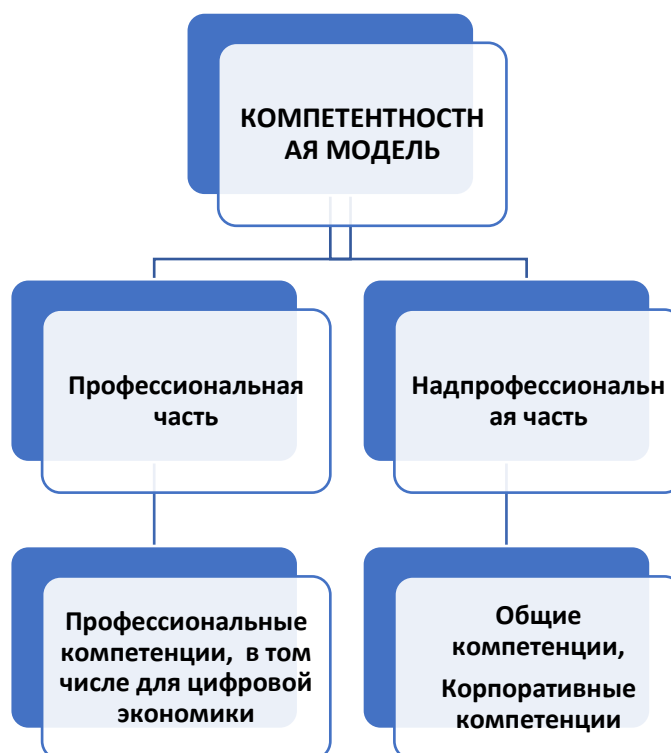 КОМПЕТЕНТНОСТН
АЯ МОДЕЛЬ
Профессиональная
часть
Надпрофессиональн
ая часть
Профессиональные
компетенции,  в том
числе для цифровой
экономики
Общие
компетенции,
Корпоративные
компетенции